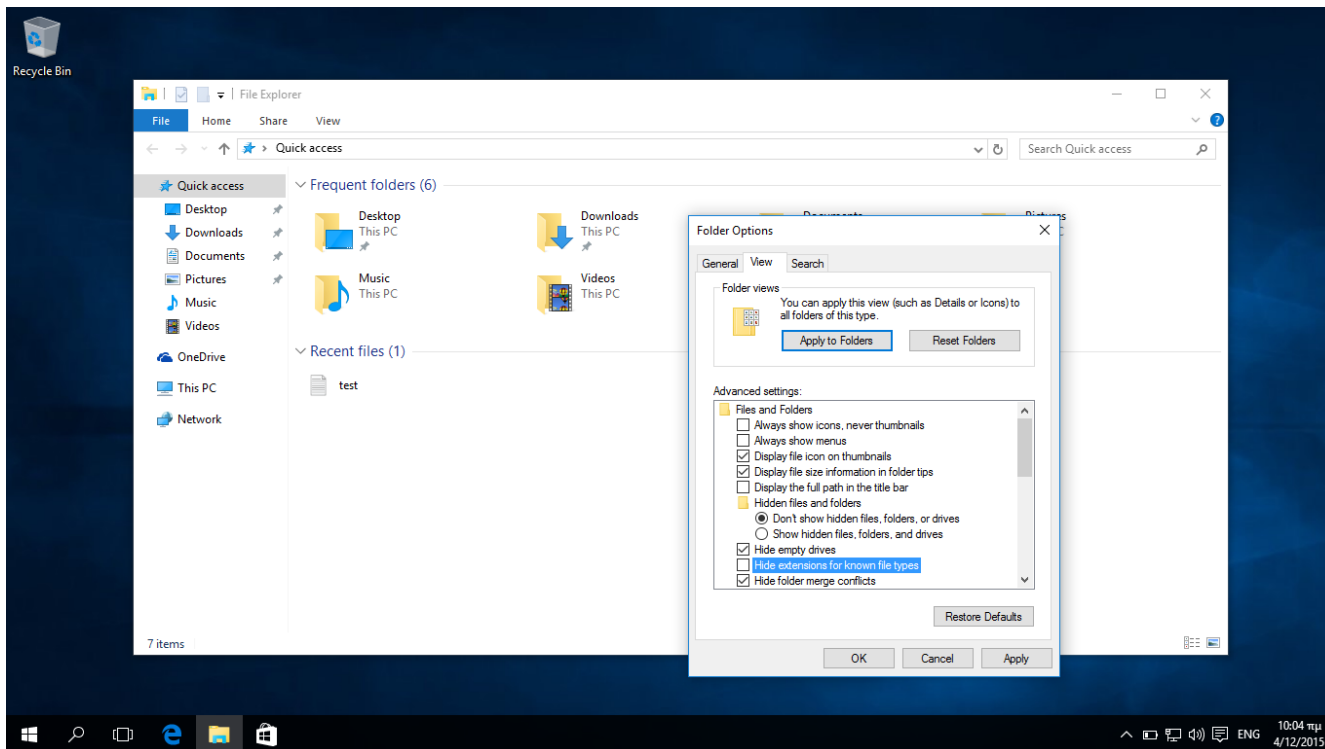 Recycle Bin
File Explorer
File Home Share View
Quick access
Search Quick access
Quick access
Desktop
Downloads
Documents
Pictures
Music
Videos
OneDrive
This PC
Network
Frequent folders (6)
Desktop
This PC
Downloads
This PC
Documents
Pictures
Music
This PC
Videos
This PC
Recent files (1)
test
7 items
Folder Options
General View Search
Folder views
You can apply this view (such as Details or Icons) to
all folders of this type.
Apply to Folders Reset Folders
Advanced settings:
Files and Folders
Always show icons, never thumbnails
Always show menus
Display file icon on thumbnails
Display file size information in folder tips
Display the full path in the title bar
Hidden files and folders
Don't show hidden files, folders, or drives
Show hidden files, folders, and drives
Hide empty drives
Hide extensions for known file types
Hide folder merge conflicts
Restore Defaults
OK Cancel Apply
ENG
10:04 πμ
4/12/2015